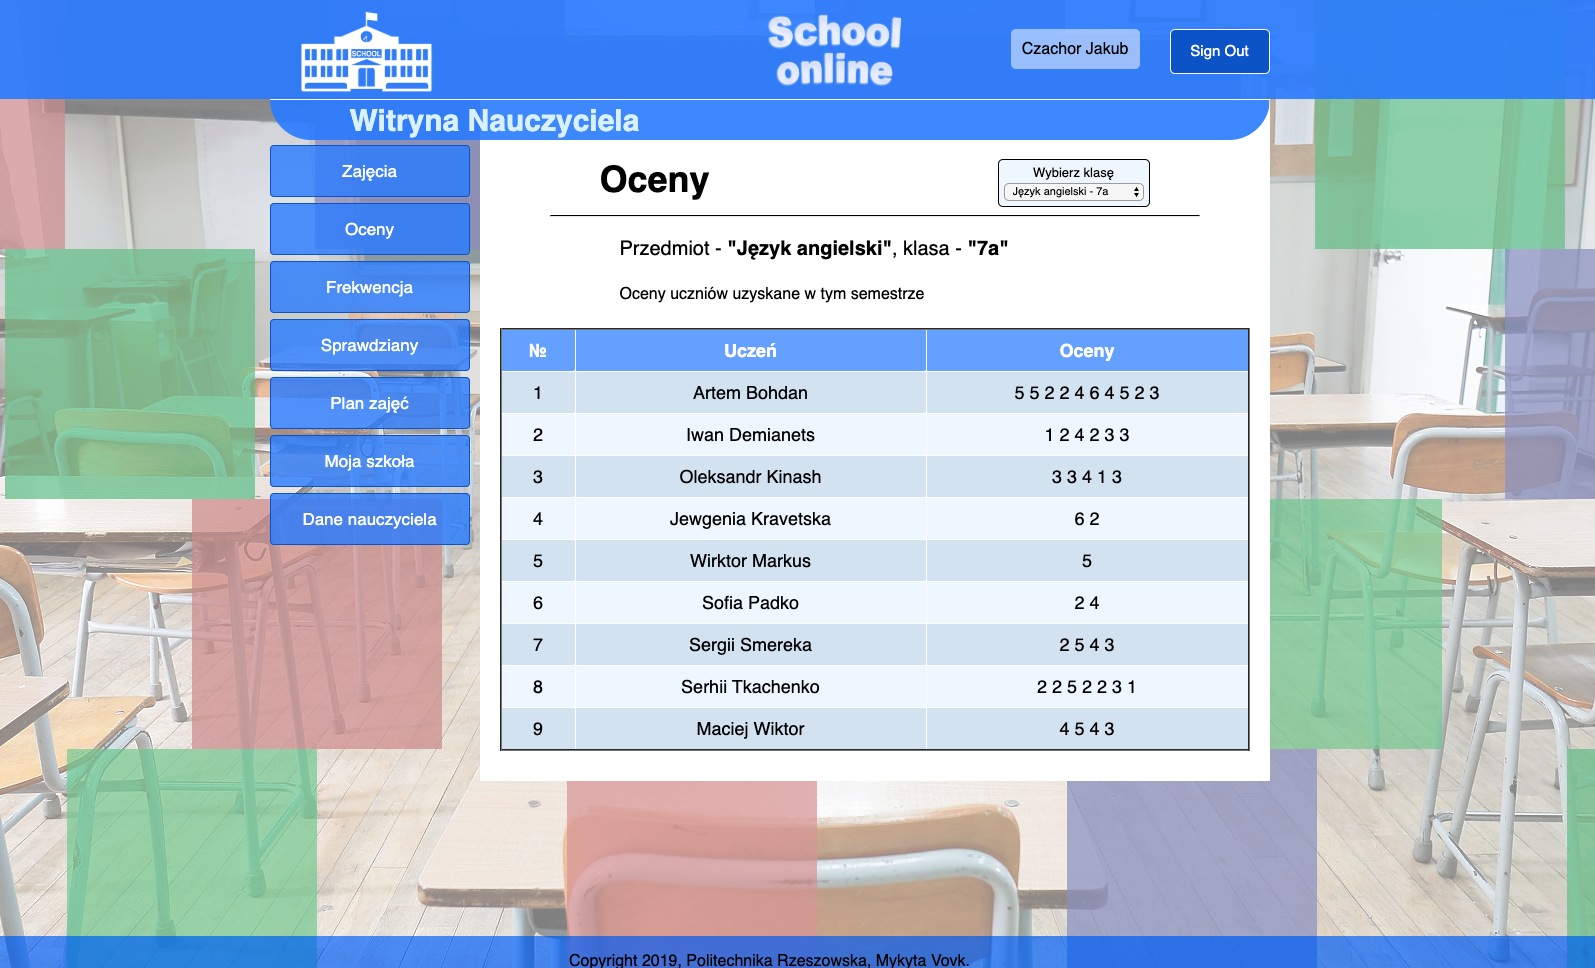 SCHOOL
School
online
Czachor Jakub
Sign Out
Witryna Nauczyciela
Zajęcia
Oceny
Frekwencja
Sprawdziany
Plan zajęć
Moja szkoła
Dane nauczyciela
Oceny
Wybierz klasę
Język angielski - 7a
Przedmiot - "Język angielski", klasa - "7a"
Oceny uczniów uzyskane w tym semestrze
№ Uczeń Oceny
1 Artem Bohdan 5 5 2 2 4 6 4 5 2 3
2 Iwan Demianets 1 2 4 2 3 3
3 Oleksandr Kinash 3 3 4 1 3
4 Jewgenia Kravetska 6 2
5 Wirktor Markus 5
6 Sofia Padko 2 4
7 Sergii Smereka 2 5 4 3
8 Serhii Tkachenko 2 2 5 2 2 3 1
9 Maciej Wiktor 4 5 4 3
Copyright 2019, Politechnika Rzeszowska, Mykyta Vovk.